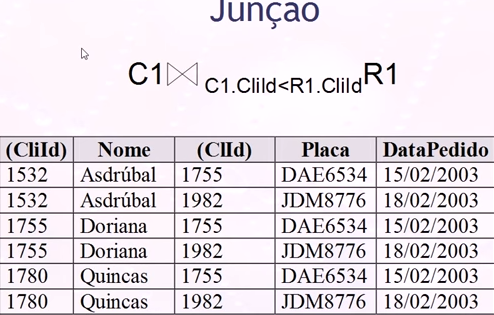 Junção
C1⋈ C1.CliId<R1.CliId R1
(CliId) Nome (ClId) Placa DataPedido
1532 Asdrúbal 1755 DAE6534 15/02/2003
1532 Asdrúbal 1982 JDM8776 18/02/2003
1755 Doriana 1755 DAE6534 15/02/2003
1755 Doriana 1982 JDM8776 18/02/2003
1780 Quincas 1755 DAE6534 15/02/2003
1780 Quincas 1982 JDM8776 18/02/2003